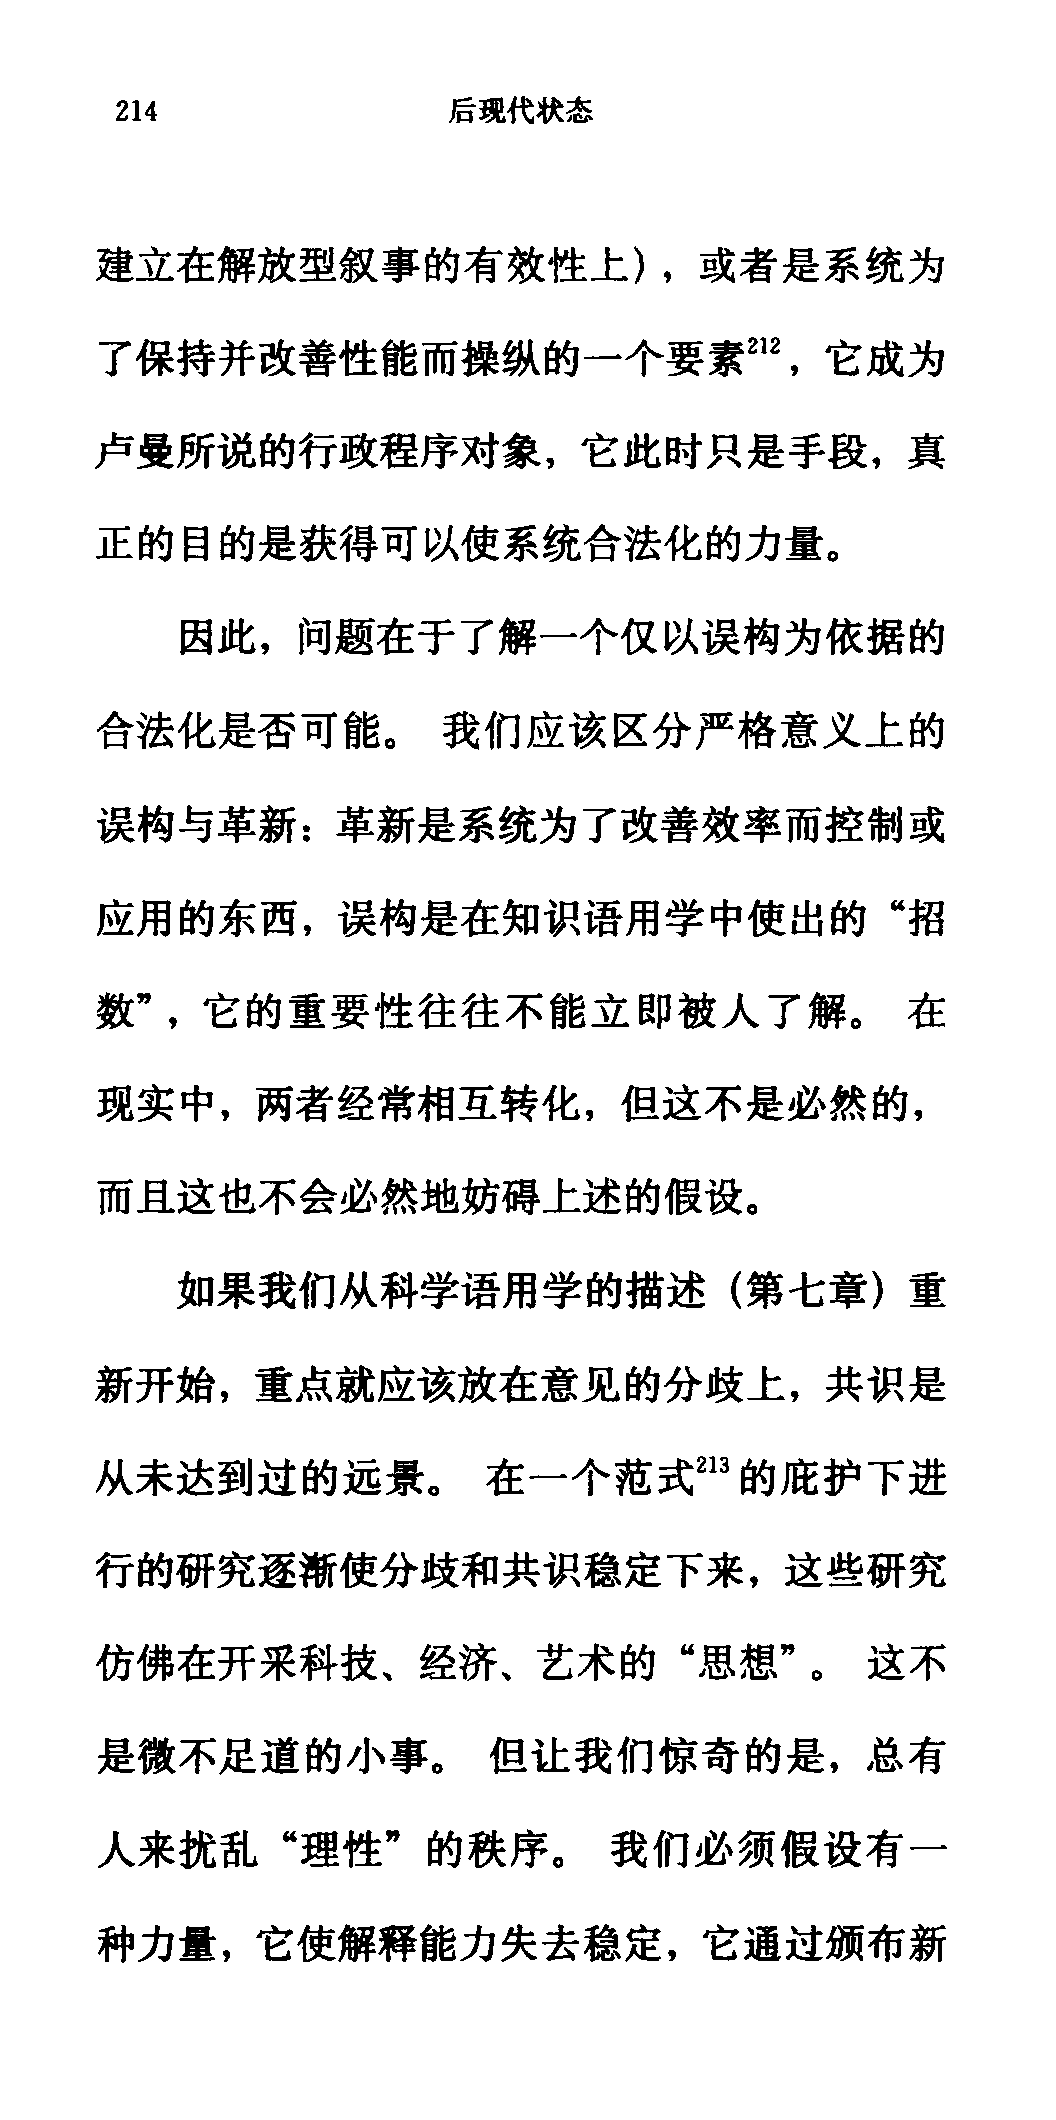 214 后现代状态
建立在解放型叙事的有效性上），或者是系统为
了保持并改善性能而操纵的一个要素212，它成为
卢曼所说的行政程序对象，它此时只是手段，真
正的目的是获得可以使系统合法化的力量。
因此，问题在于了解一个仅以误构为依据的
合法化是否可能。 我们应该区分严格意义上的
误构与革新：革新是系统为了改善效率而控制或
应用的东西，误构是在知识语用学中使出的“招
数”，它的重要性往往不能立即被人了解。 在
现实中，两者经常相互转化，但这不是必然的，
而且这也不会必然地妨碍上述的假设。
如果我们从科学语用学的描述（第七章）重
新开始，重点就应该放在意见的分歧上，共识是
从未达到过的远景。 在一个范式213的庇护下进
行的研究逐渐使分歧和共识稳定下来，这些研究
仿佛在开采科技、经济、艺术的“思想”。 这不
是微不足道的小事。 但让我们惊奇的是，总有
人来扰乱“理性”的秩序。 我们必须假设有一
种力量，它使解释能力失去稳定，它通过颁布新